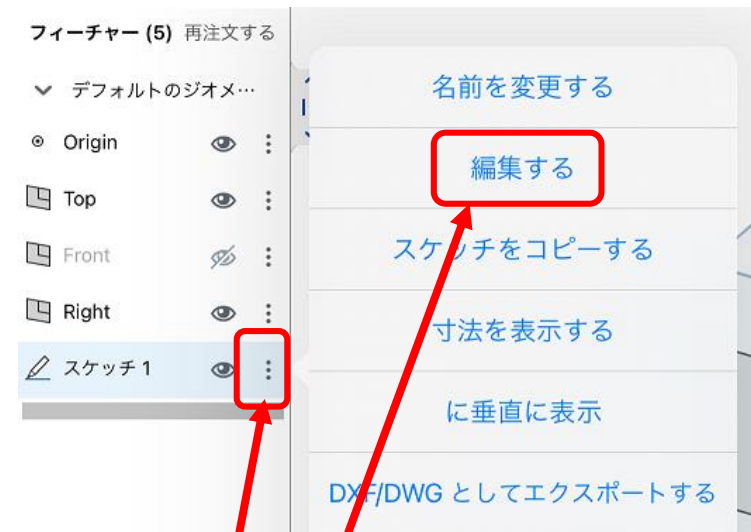 フィーチャー (5) 再注文する
デフォルトのジオメ…
Origin
Top
Front
Right
スケッチ 1
名前を変更する
編集する
スケッチをコピーする
寸法を表示する
に垂直に表示
DXF/DWG としてエクスポートする